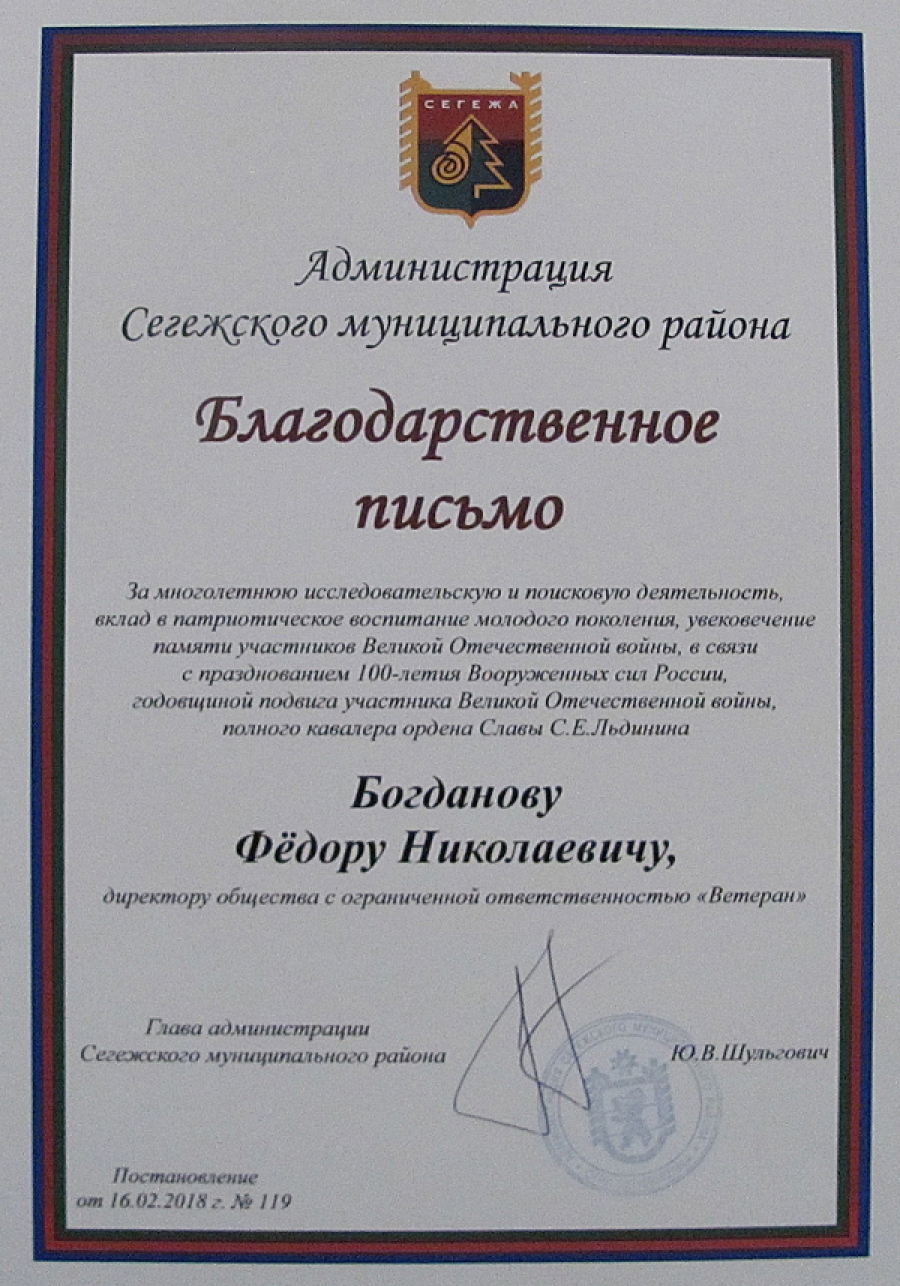 СЕГЕЖА
Администрация
Сегежского муниципального района
Благодарственное
письмо
За многолетнюю исследовательскую и поисковую деятельность,
вклад в патриотическое воспитание молодого поколения, увековечение
памяти участников Великой Отечественной войны, в связи
с празднованием 100-летия Вооруженных сил России,
годовщиной подвига участника Великой Отечественной войны,
полного кавалера ордена Славы С.Е.Льдинина
Богданову
Фёдору Николаевичу,
директору общества с ограниченной ответственностью «Ветеран»
Глава администрации
Сегежского муниципального района
Ю.В.Шульгович
Постановление
от 16.02.2018 г. № 119